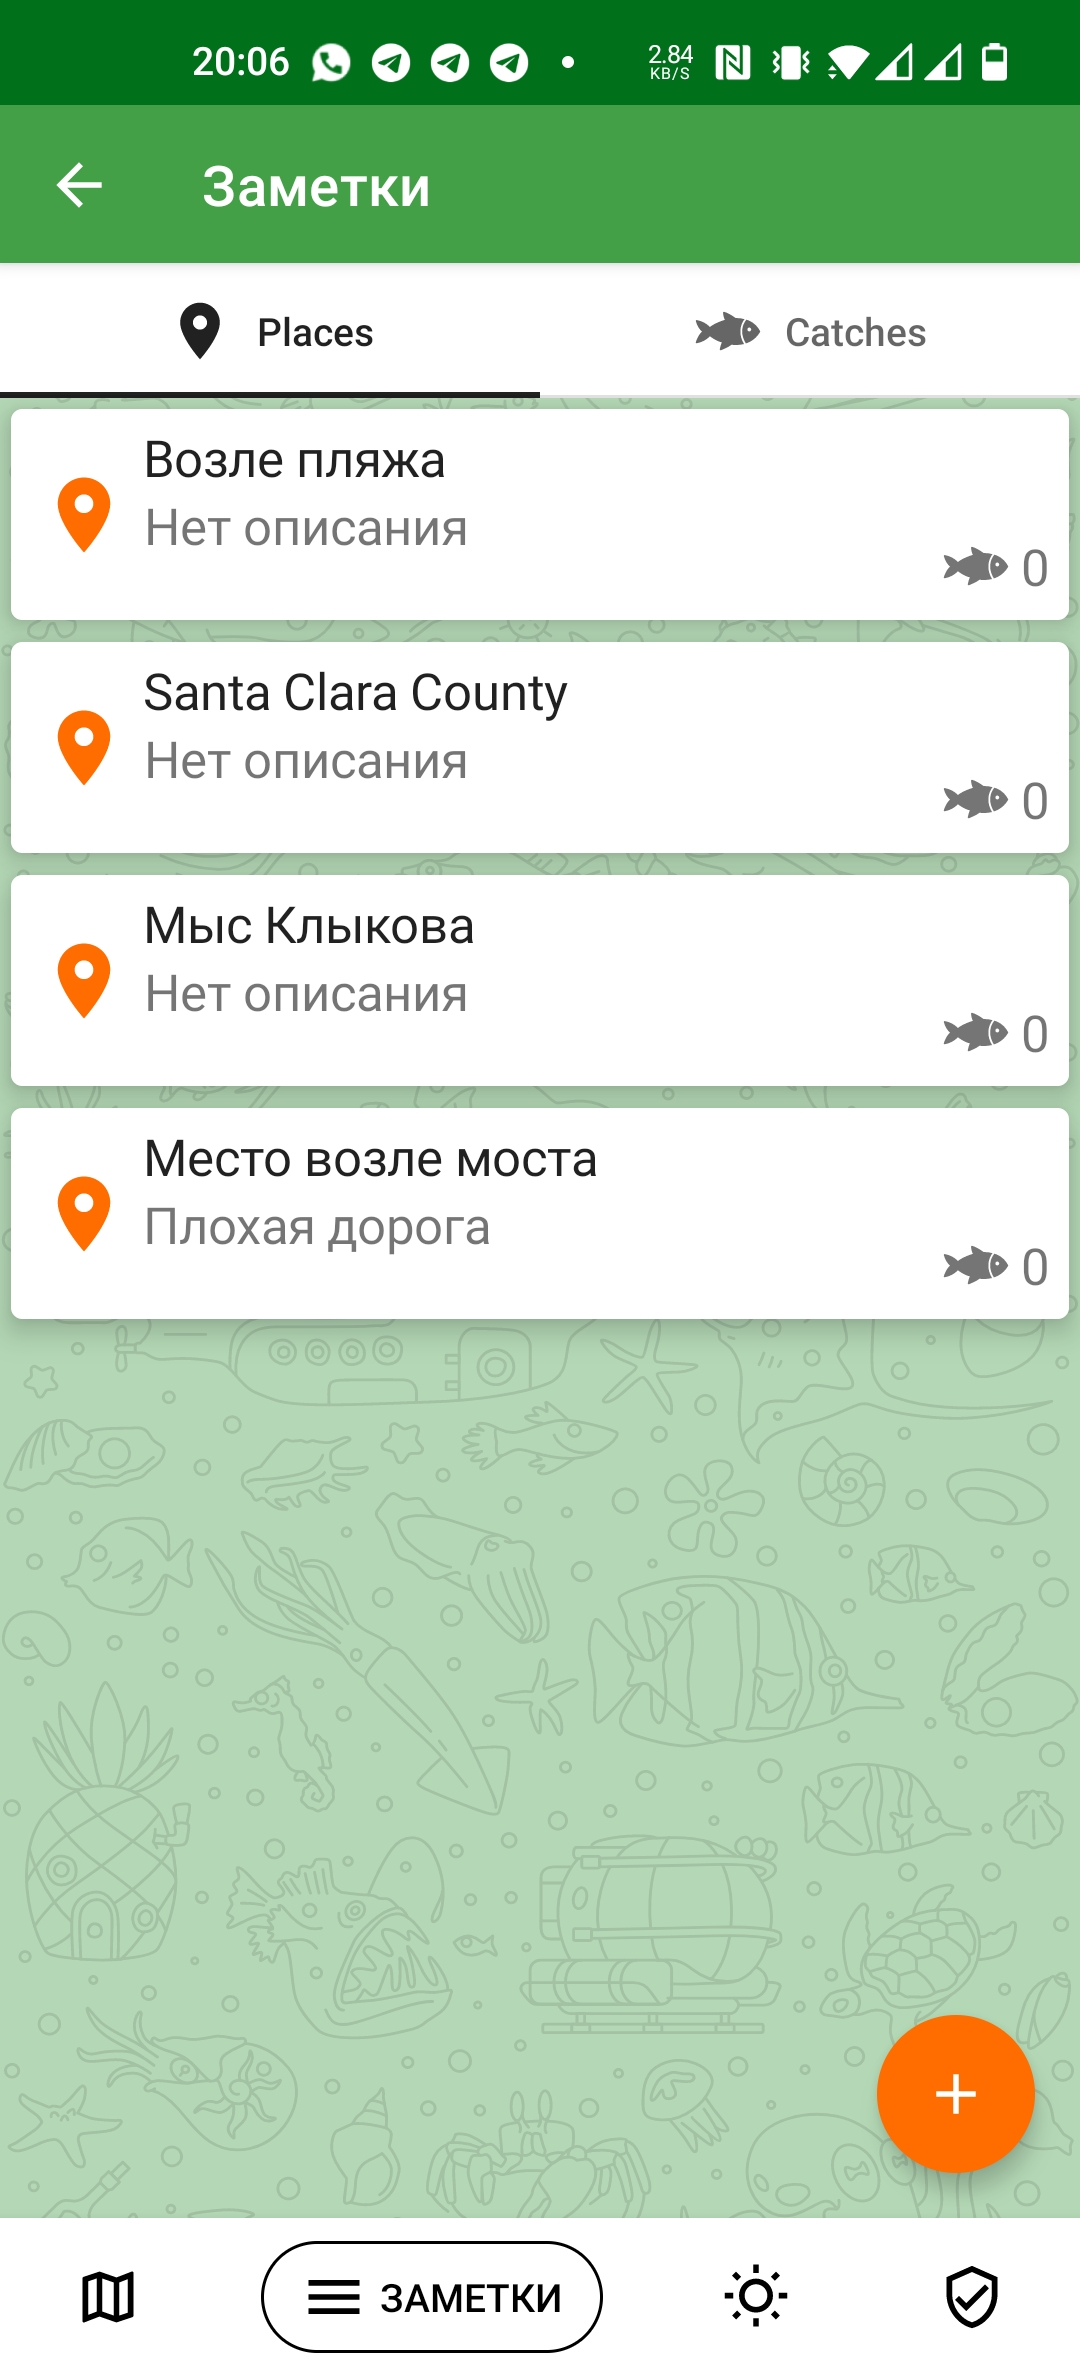 20:06
2.84
KB/S
Заметки
Places
Catches
Возле пляжа
Нет описания
0
Santa Clara County
Нет описания
0
Мыс Клыкова
Нет описания
0
Место возле моста
Плохая дорога
0
ЗАМЕТКИ